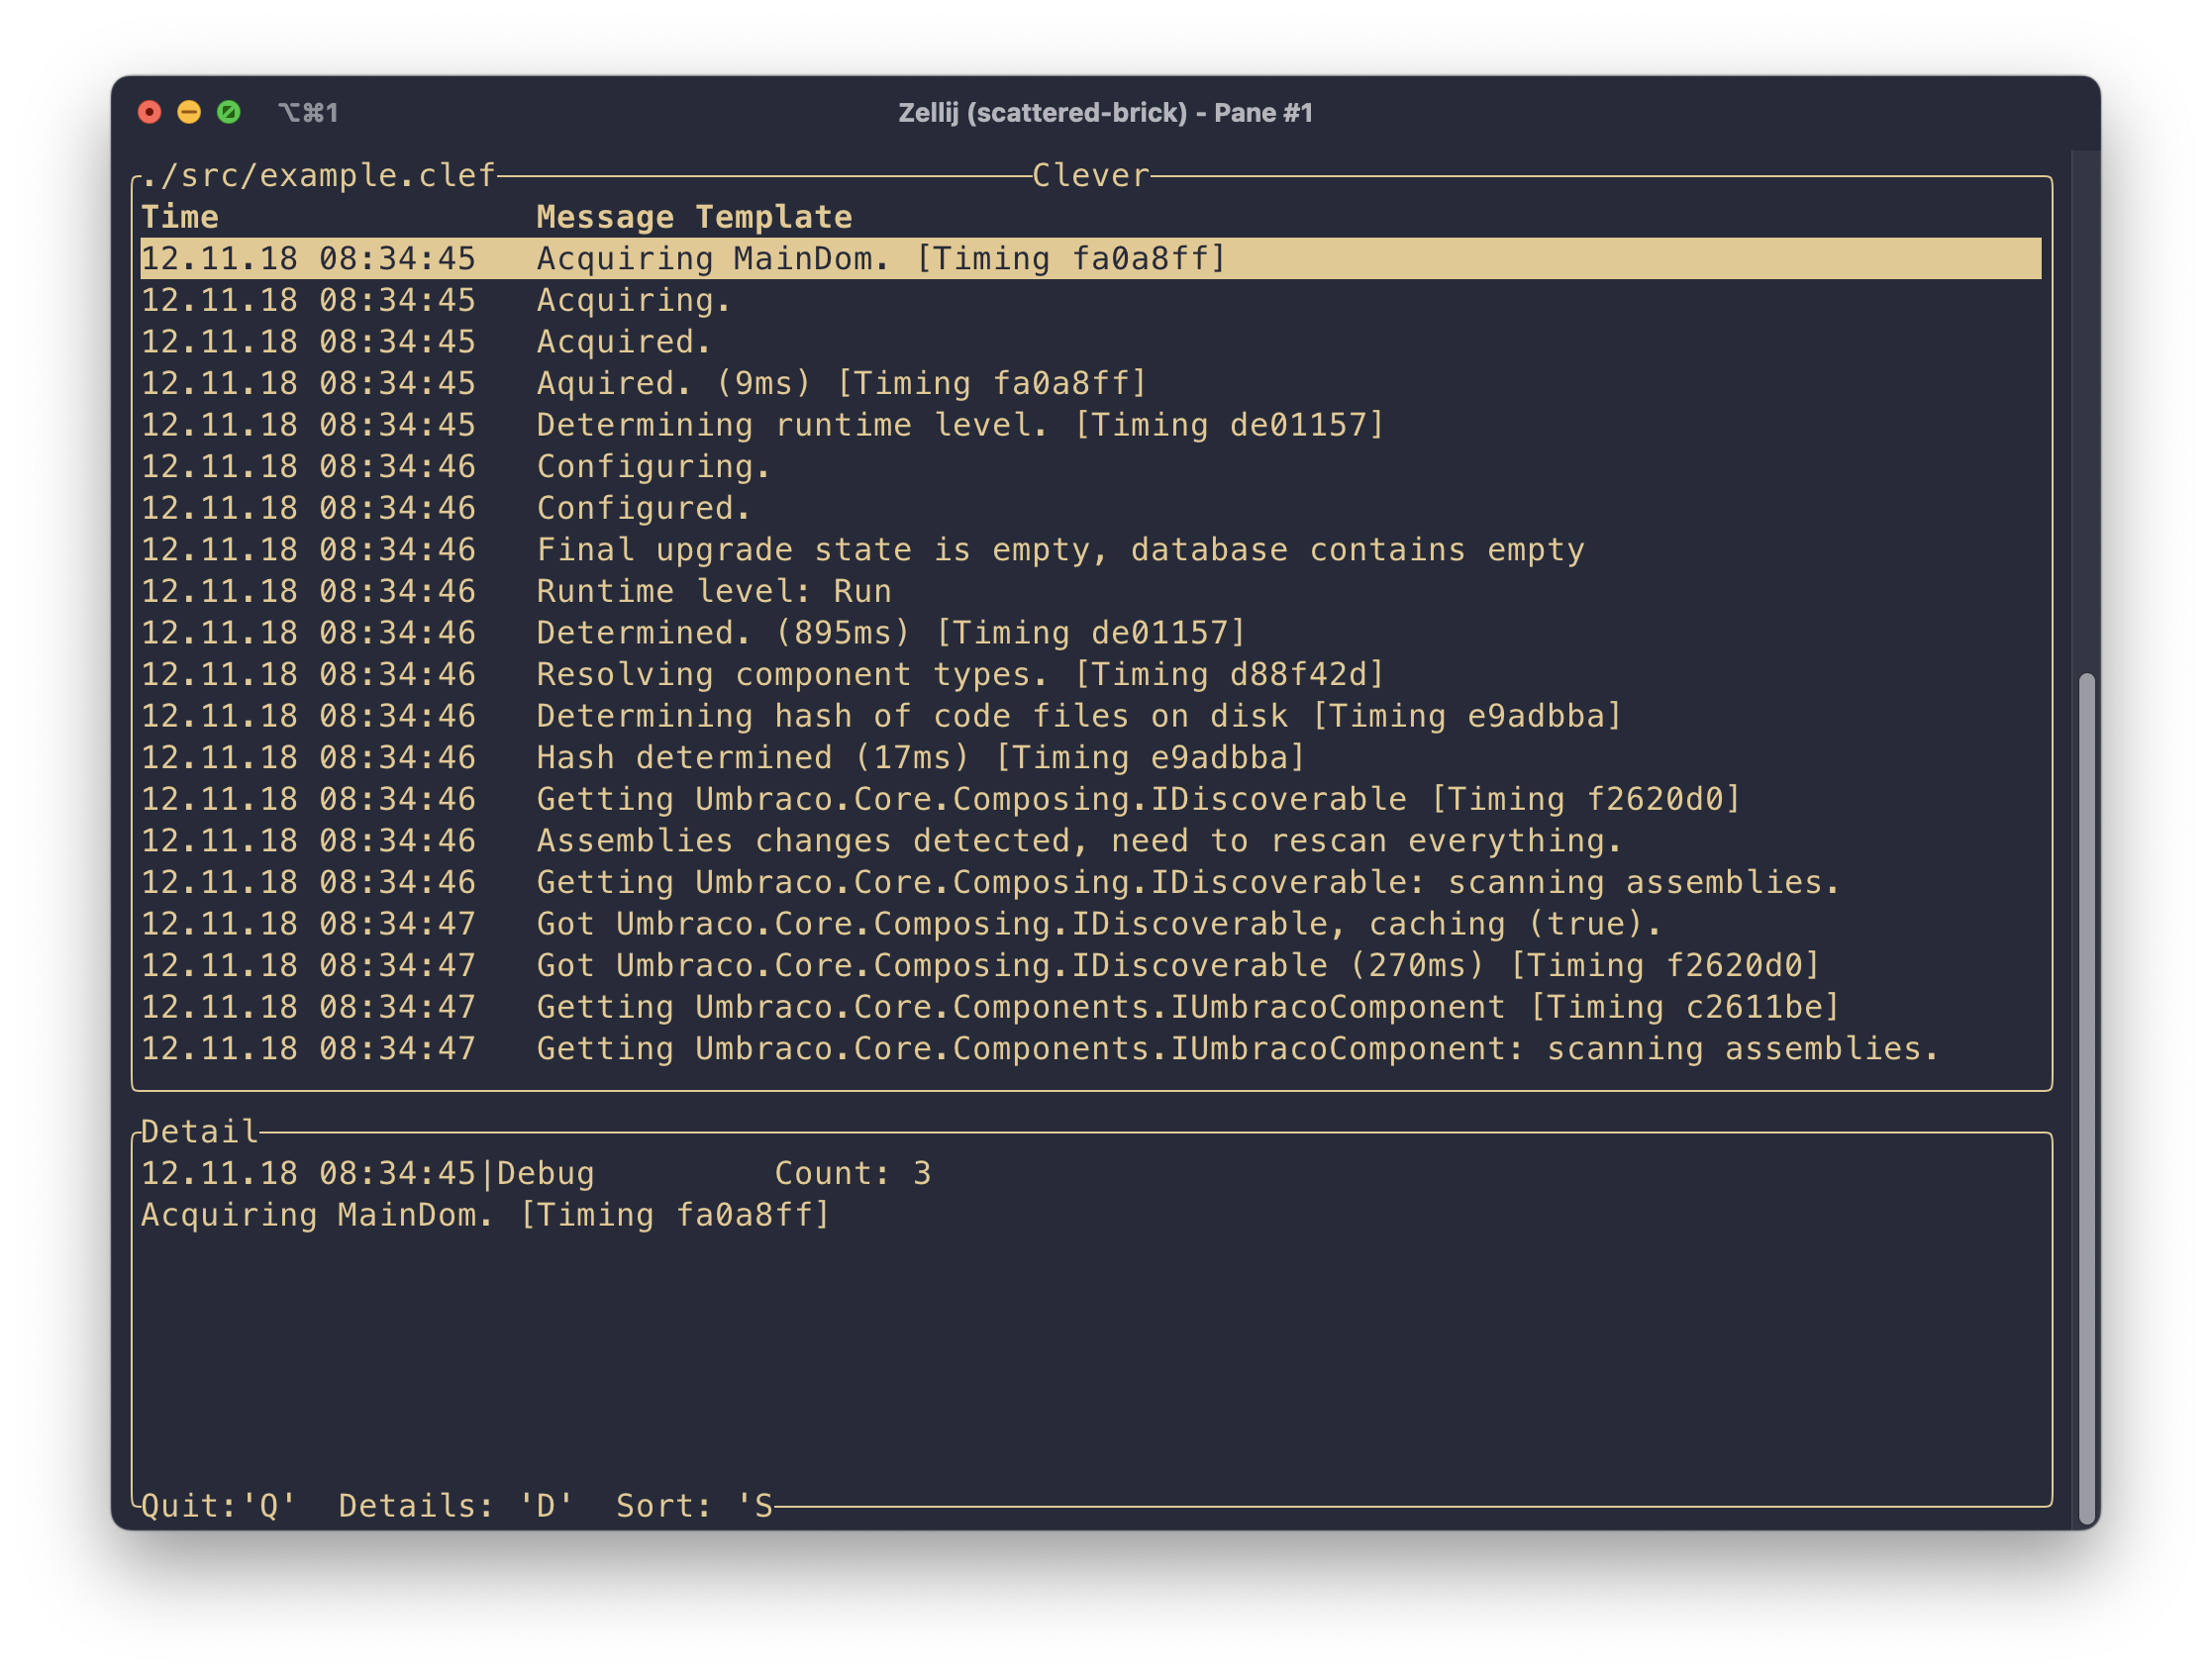 ⌥⌘1 Zellij (scattered-brick) - Pane #1
./src/example.clef Clever
Time Message Template
12.11.18 08:34:45 Acquiring MainDom. [Timing fa0a8ff]
12.11.18 08:34:45 Acquiring.
12.11.18 08:34:45 Acquired.
12.11.18 08:34:45 Aquired. (9ms) [Timing fa0a8ff]
12.11.18 08:34:45 Determining runtime level. [Timing de01157]
12.11.18 08:34:46 Configuring.
12.11.18 08:34:46 Configured.
12.11.18 08:34:46 Final upgrade state is empty, database contains empty
12.11.18 08:34:46 Runtime level: Run
12.11.18 08:34:46 Determined. (895ms) [Timing de01157]
12.11.18 08:34:46 Resolving component types. [Timing d88f42d]
12.11.18 08:34:46 Determining hash of code files on disk [Timing e9adbba]
12.11.18 08:34:46 Hash determined (17ms) [Timing e9adbba]
12.11.18 08:34:46 Getting Umbraco.Core.Composing.IDiscoverable [Timing f2620d0]
12.11.18 08:34:46 Assemblies changes detected, need to rescan everything.
12.11.18 08:34:46 Getting Umbraco.Core.Composing.IDiscoverable: scanning assemblies.
12.11.18 08:34:47 Got Umbraco.Core.Composing.IDiscoverable, caching (true).
12.11.18 08:34:47 Got Umbraco.Core.Composing.IDiscoverable (270ms) [Timing f2620d0]
12.11.18 08:34:47 Getting Umbraco.Core.Components.IUmbracoComponent [Timing c2611be]
12.11.18 08:34:47 Getting Umbraco.Core.Components.IUmbracoComponent: scanning assemblies.
Detail
12.11.18 08:34:45|Debug Count: 3
Acquiring MainDom. [Timing fa0a8ff]
Quit:'Q' Details: 'D' Sort: 'S